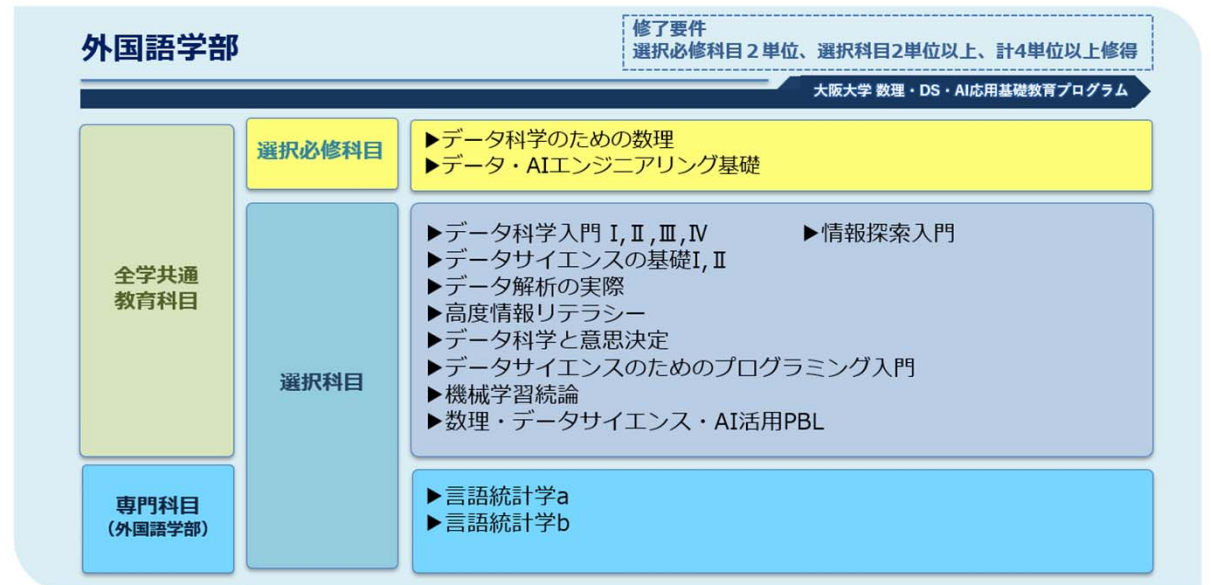 外国語学部
修了要件
選択必修科目２単位、選択科目2単位以上、計4単位以上修得
大阪大学 数理・DS・AI応用基礎教育プログラム
全学共通
教育科目
選択必修科目
▶データ科学のための数理
▶データ・AIエンジニアリング基礎
選択科目
▶データ科学入門 Ⅰ,Ⅱ,Ⅲ,Ⅳ ▶情報探索入門
▶データサイエンスの基礎Ⅰ,Ⅱ
▶データ解析の実際
▶高度情報リテラシー
▶データ科学と意思決定
▶データサイエンスのためのプログラミング入門
▶機械学習続論
▶数理・データサイエンス・AI活用PBL
専門科目
（外国語学部）
▶言語統計学a
▶言語統計学b